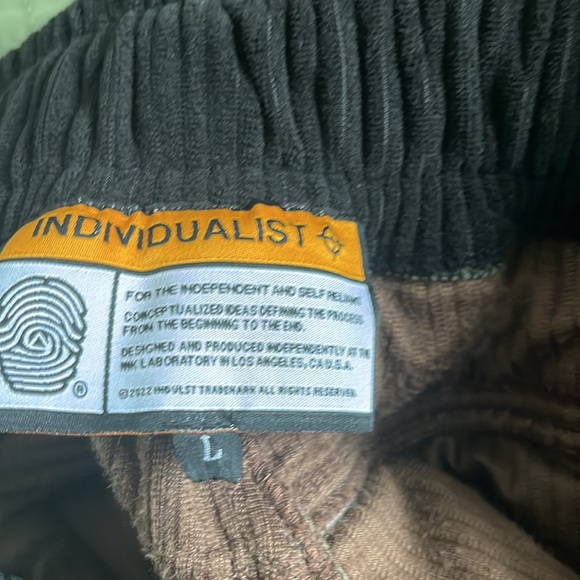 INDIVIDUALIST
FOR THE INDEPENDENT AND SELF RELIANT
CONCEPTUALIZED IDEAS DEFINING THE PROCESS
FROM THE BEGINNING TO THE END.
DESIGNED AND PRODUCED INDEPENDENTLY AT THE
INK LABORATORY IN LOS ANGELES, CA U.S.A.
©2022 INDVLST TRADEMARK ALL RIGHTS RESERVED.
®
L